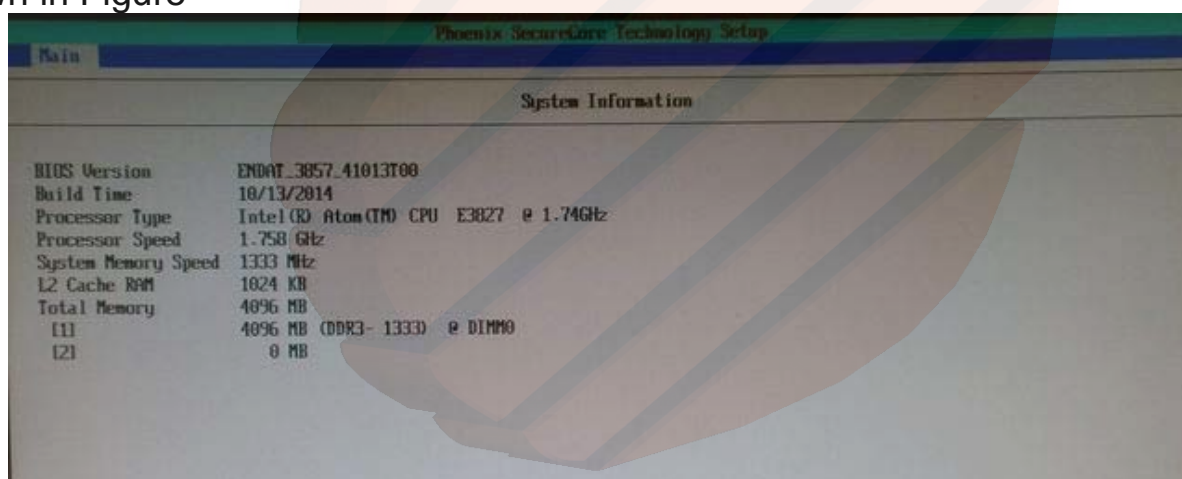 n in Figure
Phoenix SecureCore Technology Setup
Main
System Information
BIOS Version ENDAT_3857_41013T00
Build Time 10/13/2014
Processor Type Intel(R) Atom(TM) CPU E3827 @ 1.74GHz
Processor Speed 1.758 GHz
System Memory Speed 1333 MHz
L2 Cache RAM 1024 KB
Total Memory 4096 MB
[1] 4096 MB (DDR3- 1333) @ DIMM0
[2] 0 MB